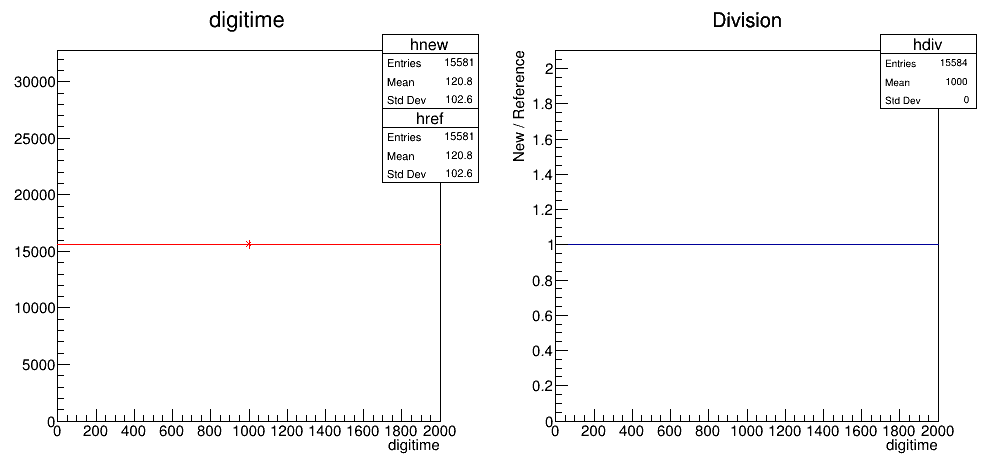 digitime
hnew
Entries 15581
Mean 120.8
Std Dev 102.6
href
Entries 15581
Mean 120.8
Std Dev 102.6
30000
25000
20000
15000
10000
5000
0
0 200 400 600 800 1000 1200 1400 1600 1800 2000
digitime
Division
hdiv
Entries 15584
Mean 1000
Std Dev 0
New / Reference
2
1.8
1.6
1.4
1.2
1
0.8
0.6
0.4
0.2
0
0 200 400 600 800 1000 1200 1400 1600 1800 2000
digitime